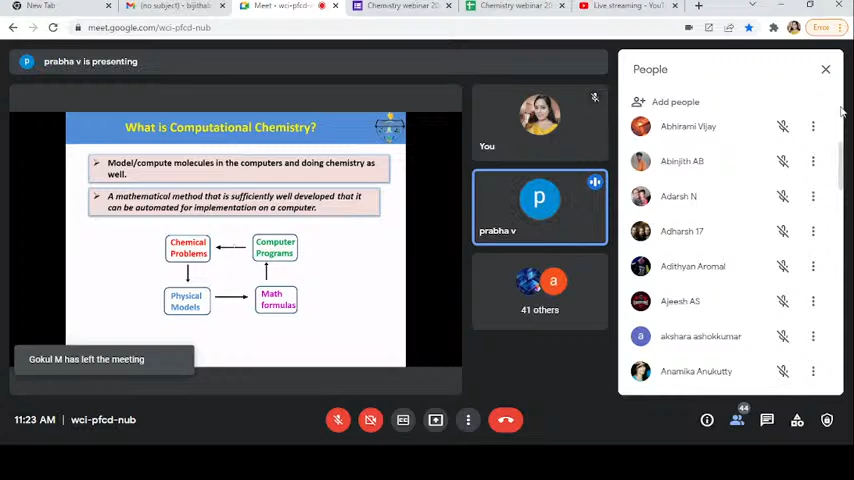 New Tab
(no subject) - bijithab
Meet - wci-pfcd-nub
Chemistry webinar 20
Chemistry webinar 20
Live streaming - YouT
meet.google.com/wci-pfcd-nub
Error
p
prabha v is presenting
What is Computational Chemistry?
Model/compute molecules in the computers and doing chemistry as
well.
A mathematical method that is sufficiently well developed that it
can be automated for implementation on a computer.
Chemical
Problems
Computer
Programs
Physical
Models
Math
formulas
Gokul M has left the meeting
You
p
prabha v
a
41 others
People
Add people
Abhirami Vijay
Abinjith AB
Adarsh N
Adharsh 17
Adithyan Aromal
Ajeesh AS
a
akshara ashokkumar
Anamika Anukutty
11:23 AM | wci-pfcd-nub
CC
44